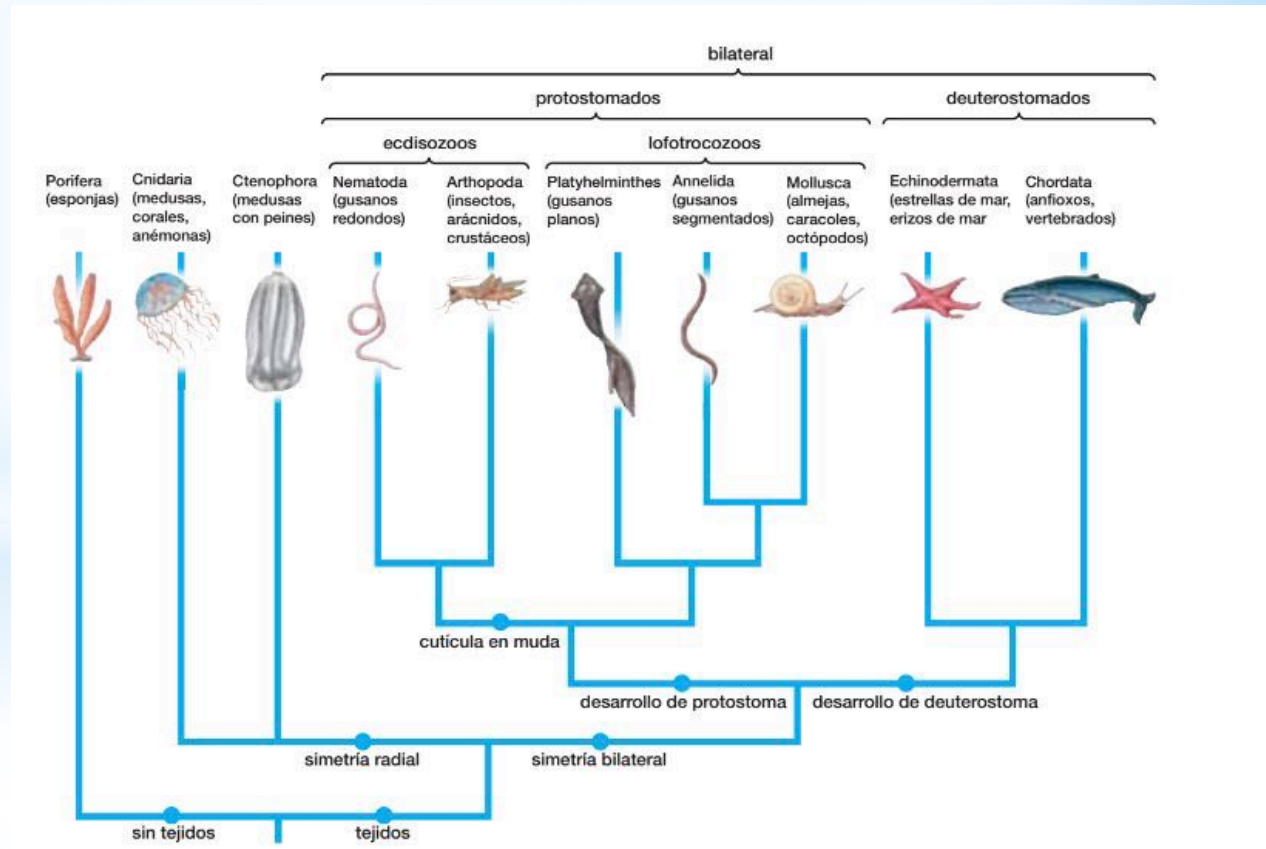 bilateral
protostomados
deuterostomados
ecdisozoos
lofotrocozoos
Porifera
(esponjas)
Cnidaria
(medusas,
corales,
anémonas)
Ctenophora
(medusas
con peines)
Nematoda
(gusanos
redondos)
Arthopoda
(insectos,
arácnidos,
crustáceos)
Platyhelminthes
(gusanos
planos)
Annelida
(gusanos
segmentados)
Mollusca
(almejas,
caracoles,
octópodos)
Echinodermata
(estrellas de mar,
erizos de mar
Chordata
(anfioxos,
vertebrados)
cutícula en muda
desarrollo de protostoma
desarrollo de deuterostoma
simetría radial
simetría bilateral
sin tejidos
tejidos